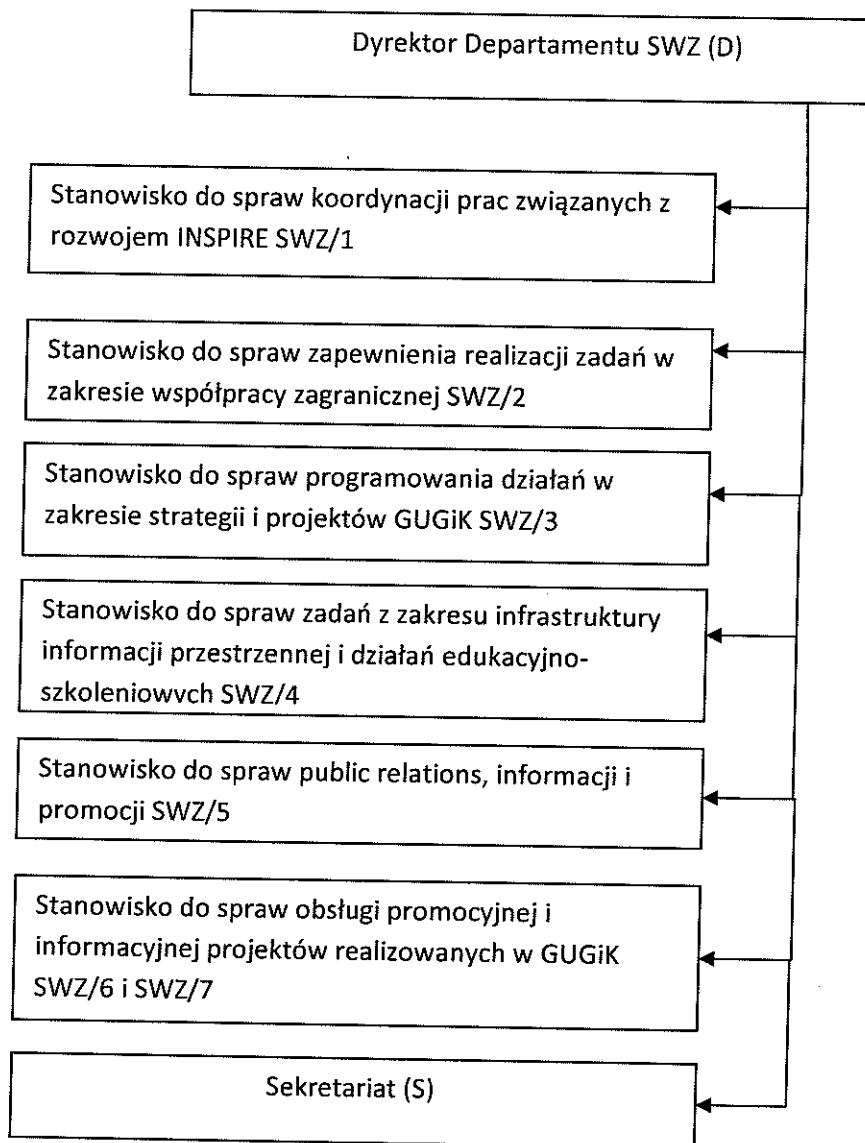 Dyrektor Departamentu SWZ (D)
Stanowisko do spraw koordynacji prac związanych z
rozwojem INSPIRE SWZ/1
Stanowisko do spraw zapewnienia realizacji zadań w
zakresie współpracy zagranicznej SWZ/2
Stanowisko do spraw programowania działań w
zakresie strategii i projektów GUGiK SWZ/3
Stanowisko do spraw zadań z zakresu infrastruktury
informacji przestrzennej i działań edukacyjno-
szkoleniowych SWZ/4
Stanowisko do spraw public relations, informacji i
promocji SWZ/5
Stanowisko do spraw obsługi promocyjnej i
informacyjnej projektów realizowanych w GUGiK
SWZ/6 i SWZ/7
Sekretariat (S)